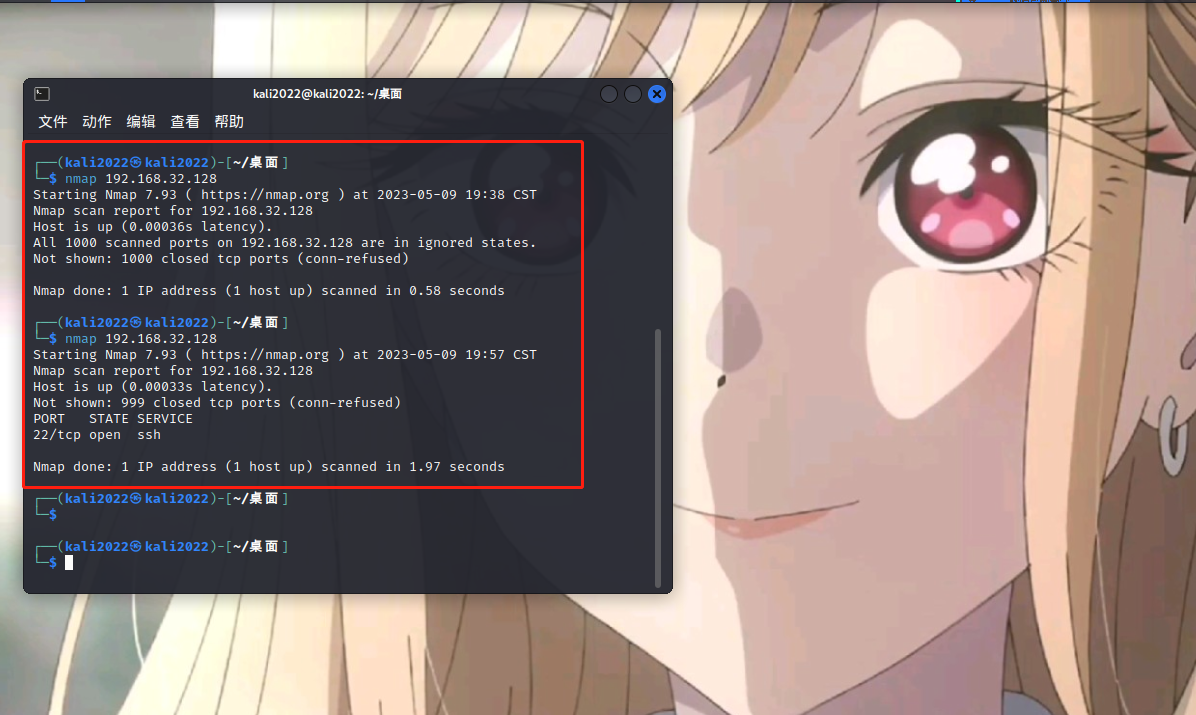 kali2022@kali2022: ~/桌面
文件 动作 编辑 查看 帮助
┌──(kali2022㉿kali2022)-[~/桌面]
└─$ nmap 192.168.32.128
Starting Nmap 7.93 ( https://nmap.org ) at 2023-05-09 19:38 CST
Nmap scan report for 192.168.32.128
Host is up (0.00036s latency).
All 1000 scanned ports on 192.168.32.128 are in ignored states.
Not shown: 1000 closed tcp ports (conn-refused)
Nmap done: 1 IP address (1 host up) scanned in 0.58 seconds
┌──(kali2022㉿kali2022)-[~/桌面]
└─$ nmap 192.168.32.128
Starting Nmap 7.93 ( https://nmap.org ) at 2023-05-09 19:57 CST
Nmap scan report for 192.168.32.128
Host is up (0.00033s latency).
Not shown: 999 closed tcp ports (conn-refused)
PORT   STATE SERVICE
22/tcp open  ssh
Nmap done: 1 IP address (1 host up) scanned in 1.97 seconds
┌──(kali2022㉿kali2022)-[~/桌面]
└─$
┌──(kali2022㉿kali2022)-[~/桌面]
└─$